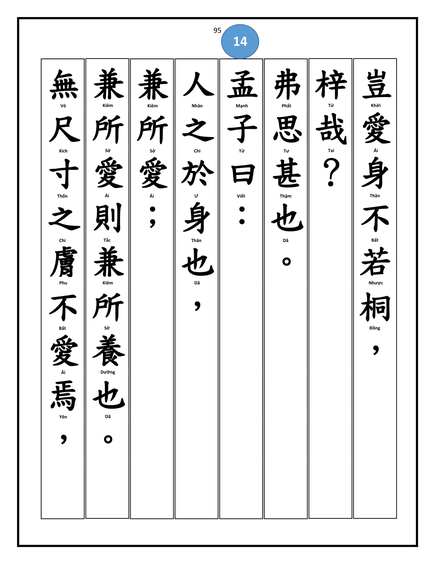 95
14
豈愛身不若桐，
Khởi Ái Thân Bất Nhược Đồng
梓哉？
Tử Tai
弗思甚也。
Phất Tư Thậm Dã
孟子曰：
Mạnh Tử Viết
人之於身也，
Nhân Chi Ư Thân Dã
兼所愛；
Kiêm Sở Ái
兼所愛則兼所養也。
Kiêm Sở Ái Tắc Kiêm Sở Dưỡng Dã
無尺寸之膚不愛焉，
Vô Xích Thốn Chi Phu Bất Ái Yên